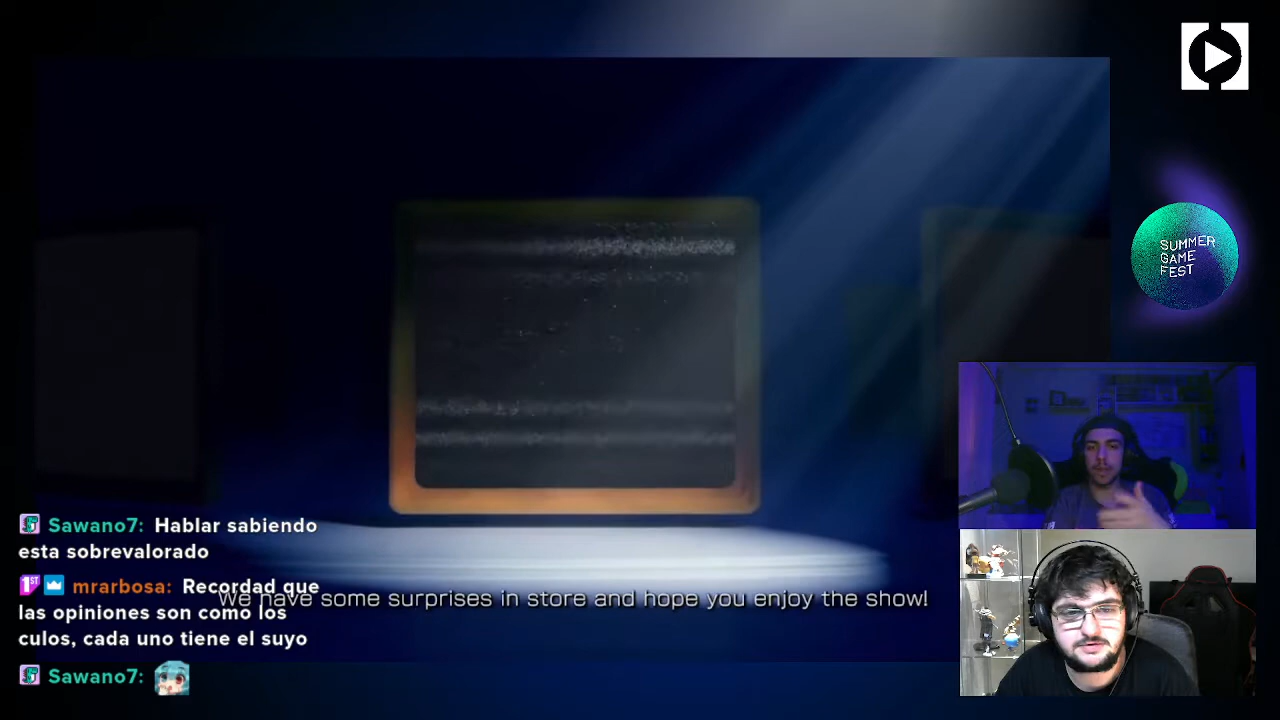 SUMMER
GAME
FEST
Sawano7: Hablar sabiendo
esta sobrevalorado
1ST mrarbosa: Recordad que
las opiniones son como los
culos, cada uno tiene el suyo
We have some surprises in store and hope you enjoy the show!
Sawano7: